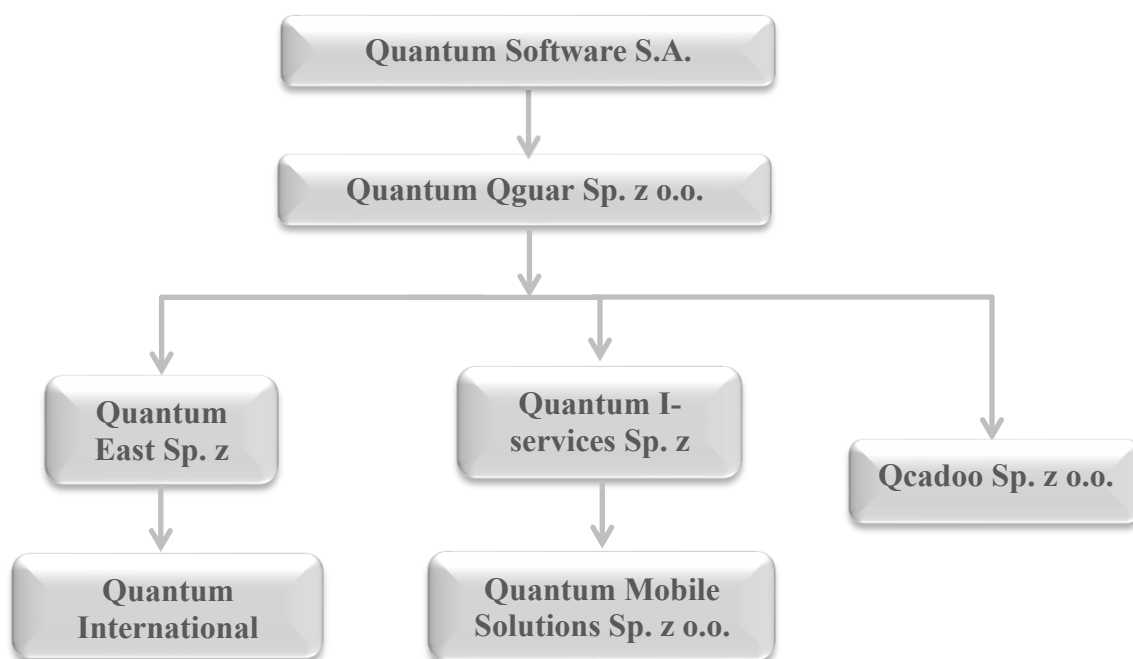 Quantum Software S.A.
Quantum Qguar Sp. z o.o.
Quantum
East Sp. z
Quantum I-
services Sp. z
Qcadoo Sp. z o.o.
Quantum
International
Quantum Mobile
Solutions Sp. z o.o.